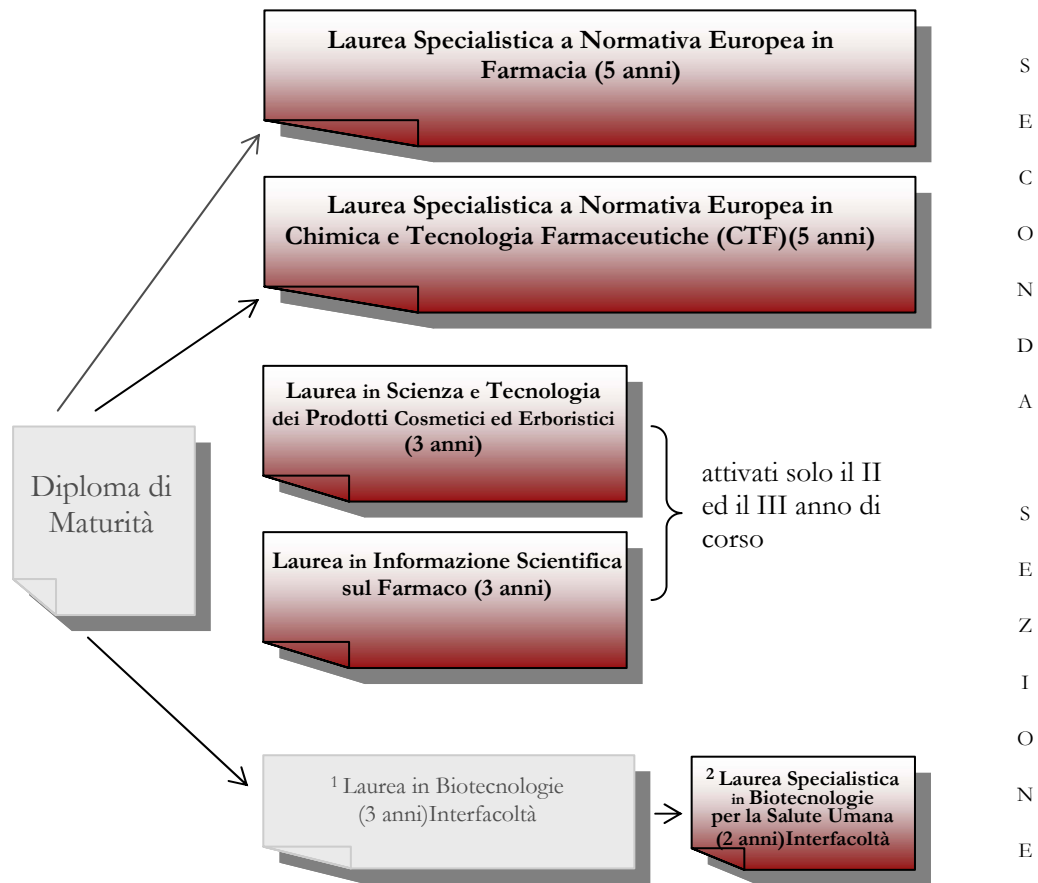 Laurea Specialistica a Normativa Europea in
Farmacia (5 anni)
Laurea Specialistica a Normativa Europea in
Chimica e Tecnologia Farmaceutiche (CTF)(5 anni)
Laurea in Scienza e Tecnologia
dei Prodotti Cosmetici ed Erboristici
(3 anni)
Diploma di
Maturità
attivati solo il II
ed il III anno di
corso
Laurea in Informazione Scientifica
sul Farmaco (3 anni)
1 Laurea in Biotecnologie
(3 anni)Interfacoltà
2 Laurea Specialistica
in Biotecnologie
per la Salute Umana
(2 anni)Interfacoltà
S
E
C
O
N
D
A
S
E
Z
I
O
N
E